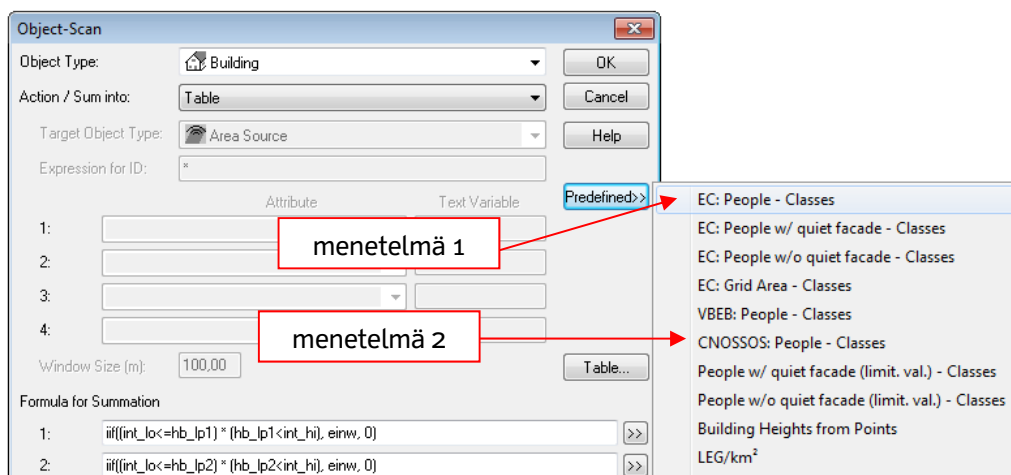 Object-Scan
Object Type: Building OK
Action / Sum into: Table Cancel
Target Object Type: Area Source Help
Expression for ID: *
Attribute Text Variable Predefined>>
1:
2:
3:
4:
menetelmä 1
menetelmä 2
Window Size (m): 100,00 Table...
Formula for Summation
1: iif((int_lo<=hb_lp1) * (hb_lp1<int_hi), einw, 0) >>
2: iif((int_lo<=hb_lp2) * (hb_lp2<int_hi), einw, 0) >>
EC: People - Classes
EC: People w/ quiet facade - Classes
EC: People w/o quiet facade - Classes
EC: Grid Area - Classes
VBEB: People - Classes
CNOSSOS: People - Classes
People w/ quiet facade (limit. val.) - Classes
People w/o quiet facade (limit. val.) - Classes
Building Heights from Points
LEG/km²